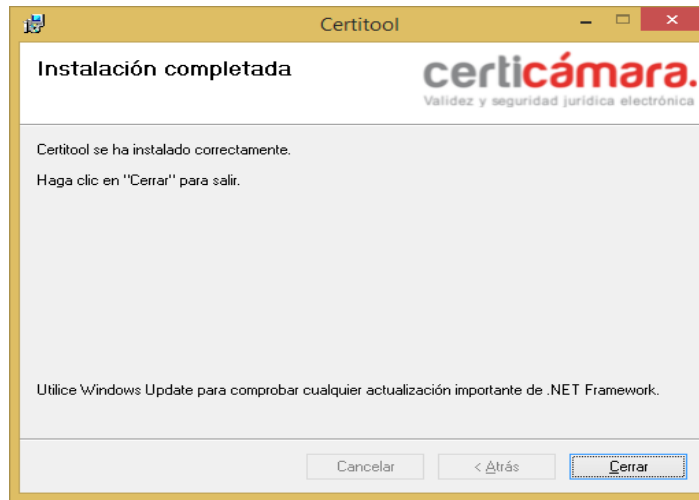 Certitool
Instalación completada
certicámara.
Validez y seguridad jurídica electrónica
Certitool se ha instalado correctamente.
Haga clic en "Cerrar" para salir.
Utilice Windows Update para comprobar cualquier actualización importante de .NET Framework.
Cancelar
< Atrás
Cerrar